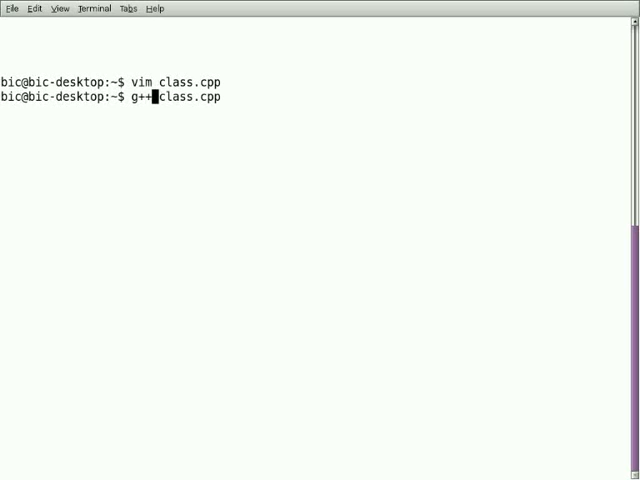 File Edit View Terminal Tabs Help
bic@bic-desktop:~$ vim class.cpp
bic@bic-desktop:~$ g++ class.cpp